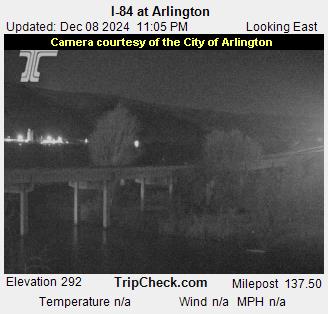 I-84 at Arlington
Updated: Dec 08 2024 11:05 PM Looking East
Camera courtesy of the City of Arlington
Elevation 292 TripCheck.com Milepost 137.50
Temperature n/a Wind n/a MPH n/a